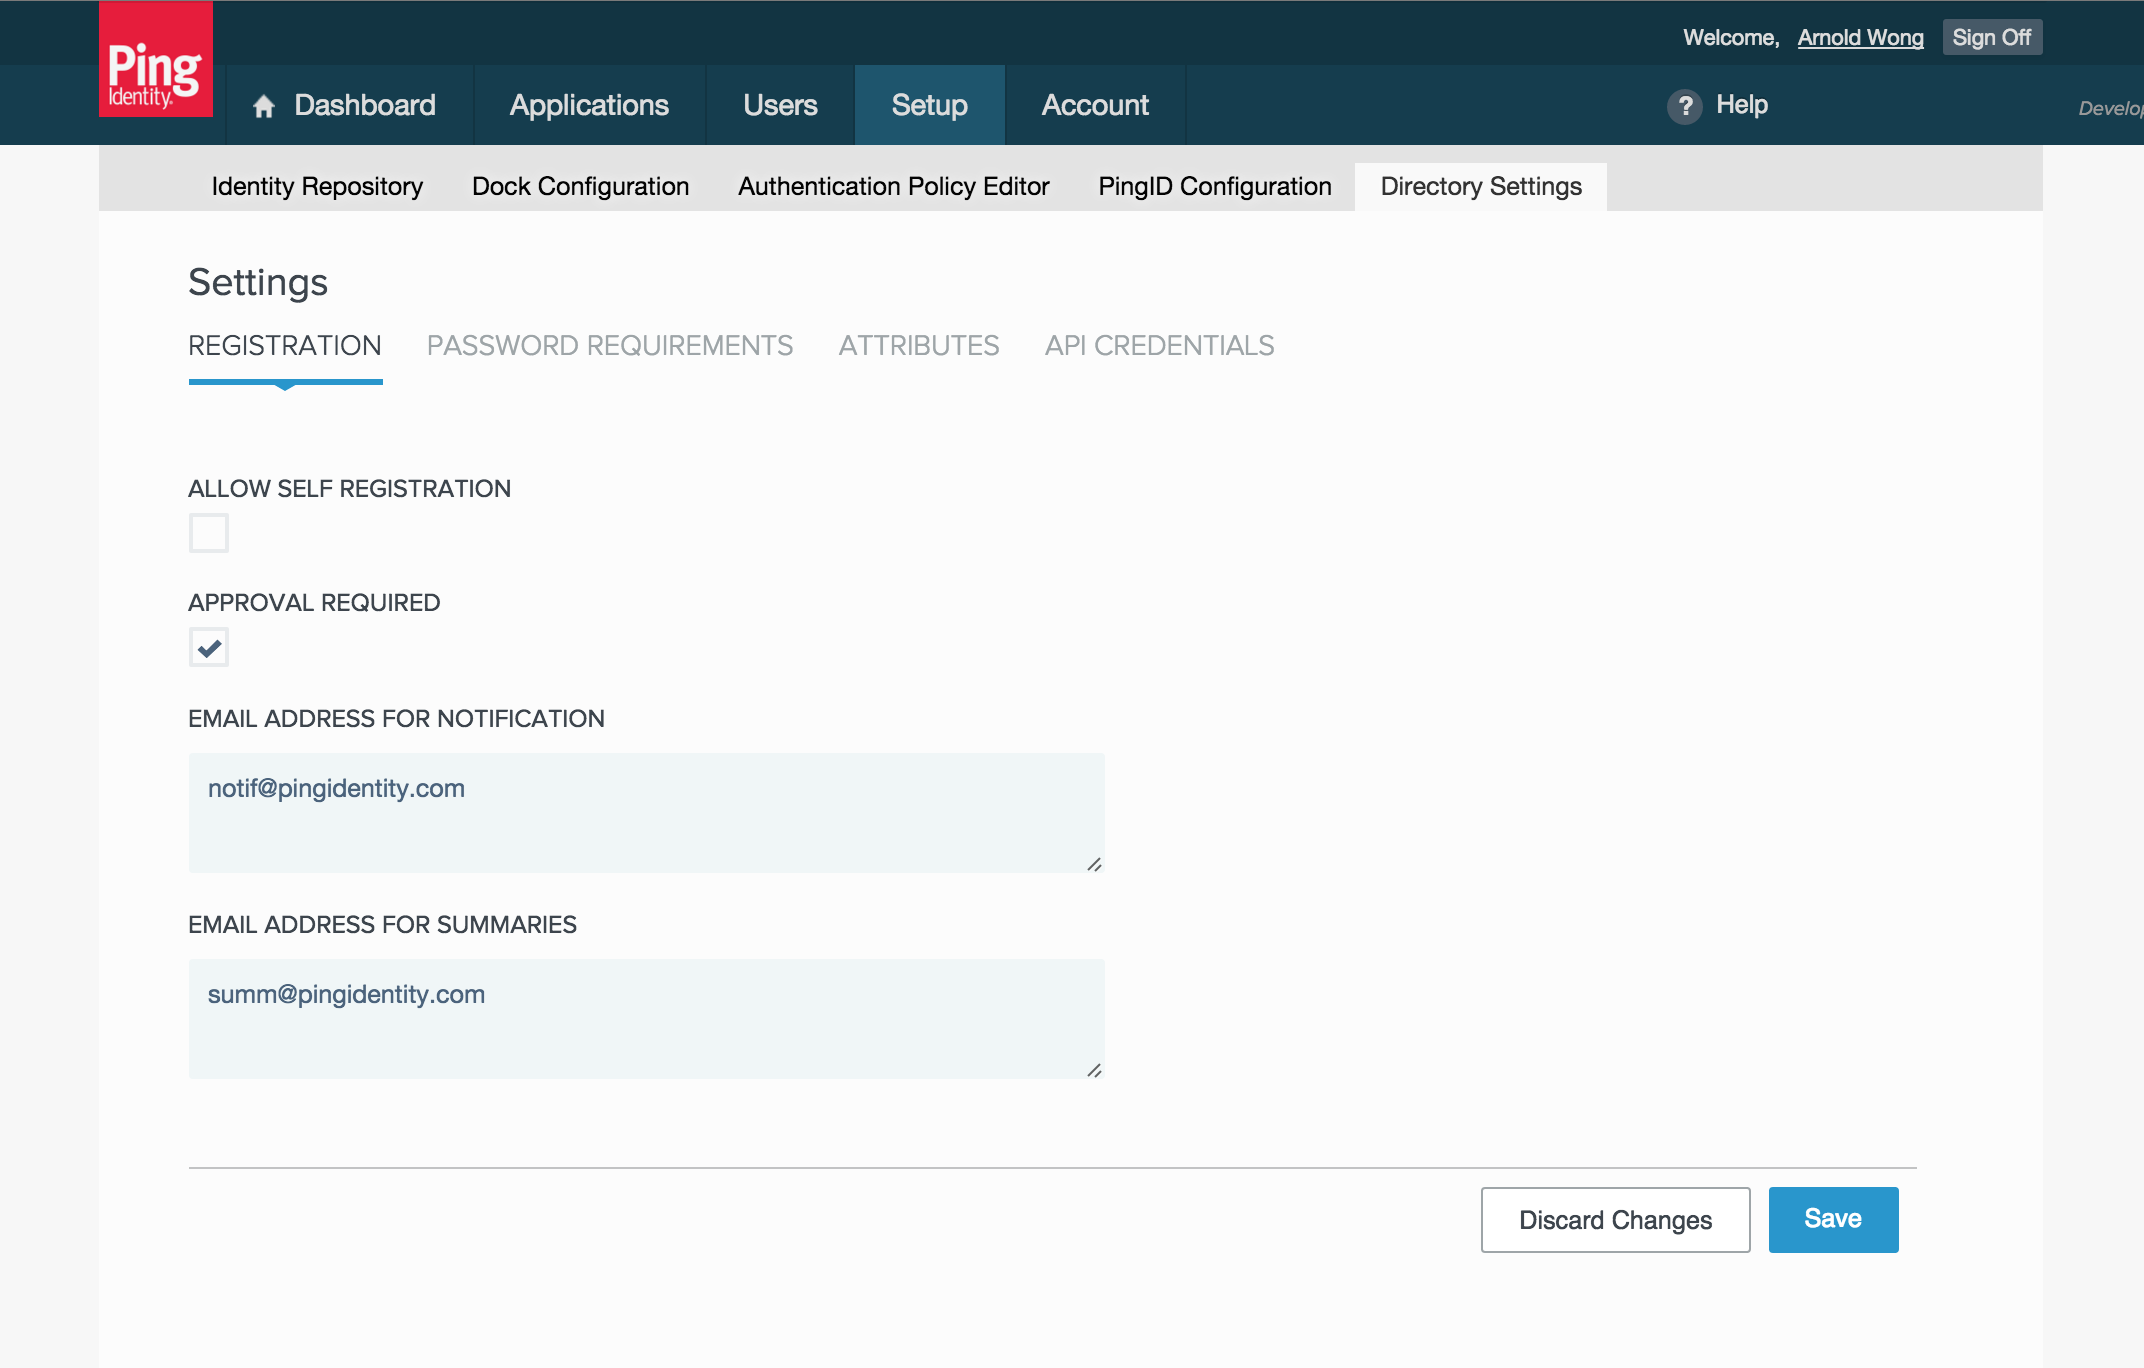 Ping
Identity.
Welcome, Arnold Wong Sign Off
Dashboard Applications Users Setup Account ? Help
Identity Repository Dock Configuration Authentication Policy Editor PingID Configuration Directory Settings
Settings
REGISTRATION PASSWORD REQUIREMENTS ATTRIBUTES API CREDENTIALS
ALLOW SELF REGISTRATION
APPROVAL REQUIRED
EMAIL ADDRESS FOR NOTIFICATION
notif@pingidentity.com
EMAIL ADDRESS FOR SUMMARIES
summ@pingidentity.com
Discard Changes Save